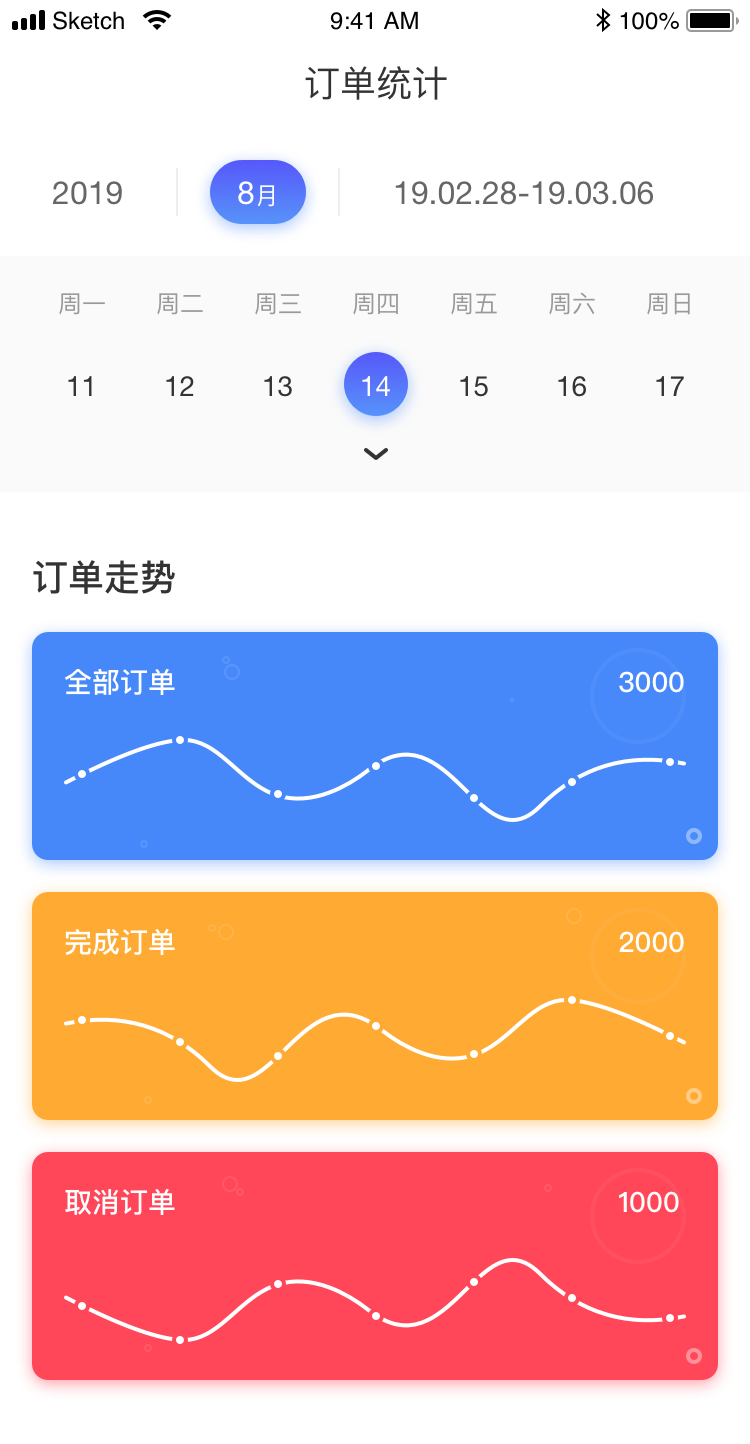 Sketch 9:41 AM 100%
订单统计
2019 8月 19.02.28-19.03.06
周一 周二 周三 周四 周五 周六 周日
11 12 13 14 15 16 17
订单走势
全部订单 3000
完成订单 2000
取消订单 1000